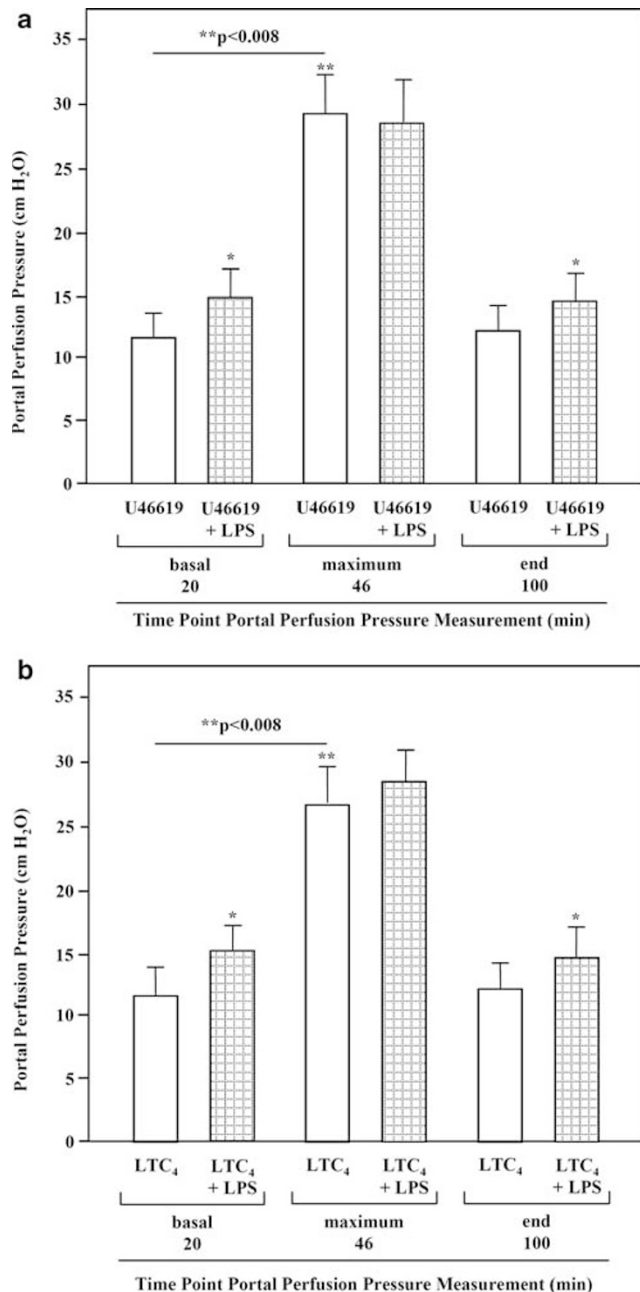 a
35
**p<0.008
**
30
25
20
*
*
15
10
5
0
Portal Perfusion Pressure (cm H₂O)
U46619 U46619 U46619 U46619 U46619 U46619
+ LPS + LPS + LPS
basal maximum end
20 46 100
Time Point Portal Perfusion Pressure Measurement (min)
b
35
**p<0.008
**
30
25
20
*
*
15
10
5
0
Portal Perfusion Pressure (cm H₂O)
LTC₄ LTC₄ LTC₄ LTC₄ LTC₄ LTC₄
+ LPS + LPS + LPS
basal maximum end
20 46 100
Time Point Portal Perfusion Pressure Measurement (min)